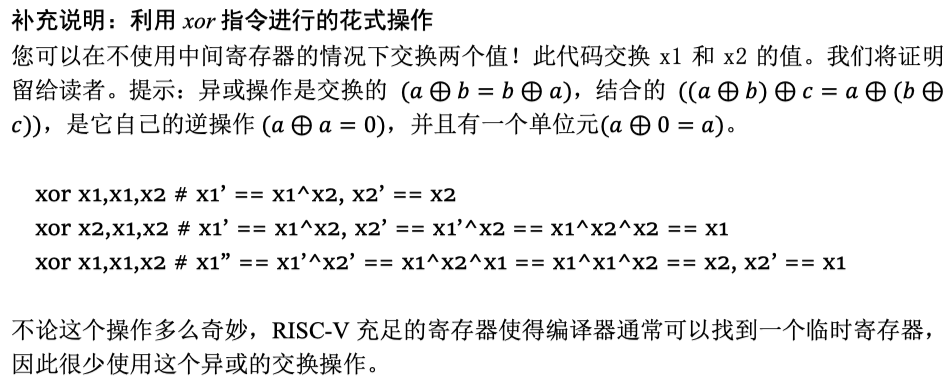 补充说明：利用 xor 指令进行的花式操作
您可以在不使用中间寄存器的情况下交换两个值！此代码交换 x1 和 x2 的值。我们将证明
留给读者。提示：异或操作是交换的 (a ⊕ b = b ⊕ a)，结合的 ((a ⊕ b) ⊕ c = a ⊕ (b ⊕
c))，是它自己的逆操作 (a ⊕ a = 0)，并且有一个单位元(a ⊕ 0 = a)。
xor x1,x1,x2 # x1’ == x1^x2, x2’ == x2
xor x2,x1,x2 # x1’ == x1^x2, x2’ == x1’^x2 == x1^x2^x2 == x1
xor x1,x1,x2 # x1” == x1’^x2’ == x1^x2^x1 == x1^x1^x2 == x2, x2’ == x1
不论这个操作多么奇妙，RISC-V 充足的寄存器使得编译器通常可以找到一个临时寄存器，
因此很少使用这个异或的交换操作。